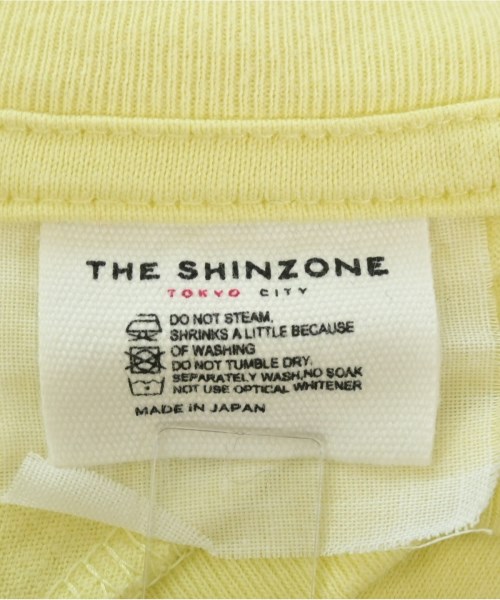 THE SHINZONE
TOKYO CITY
DO NOT STEAM.
SHRINKS A LITTLE BECAUSE
OF WASHING
DO NOT TUMBLE DRY.
SEPARATELY WASH,NO SOAK
NOT USE OPTICAL WHITENER
MADE IN JAPAN